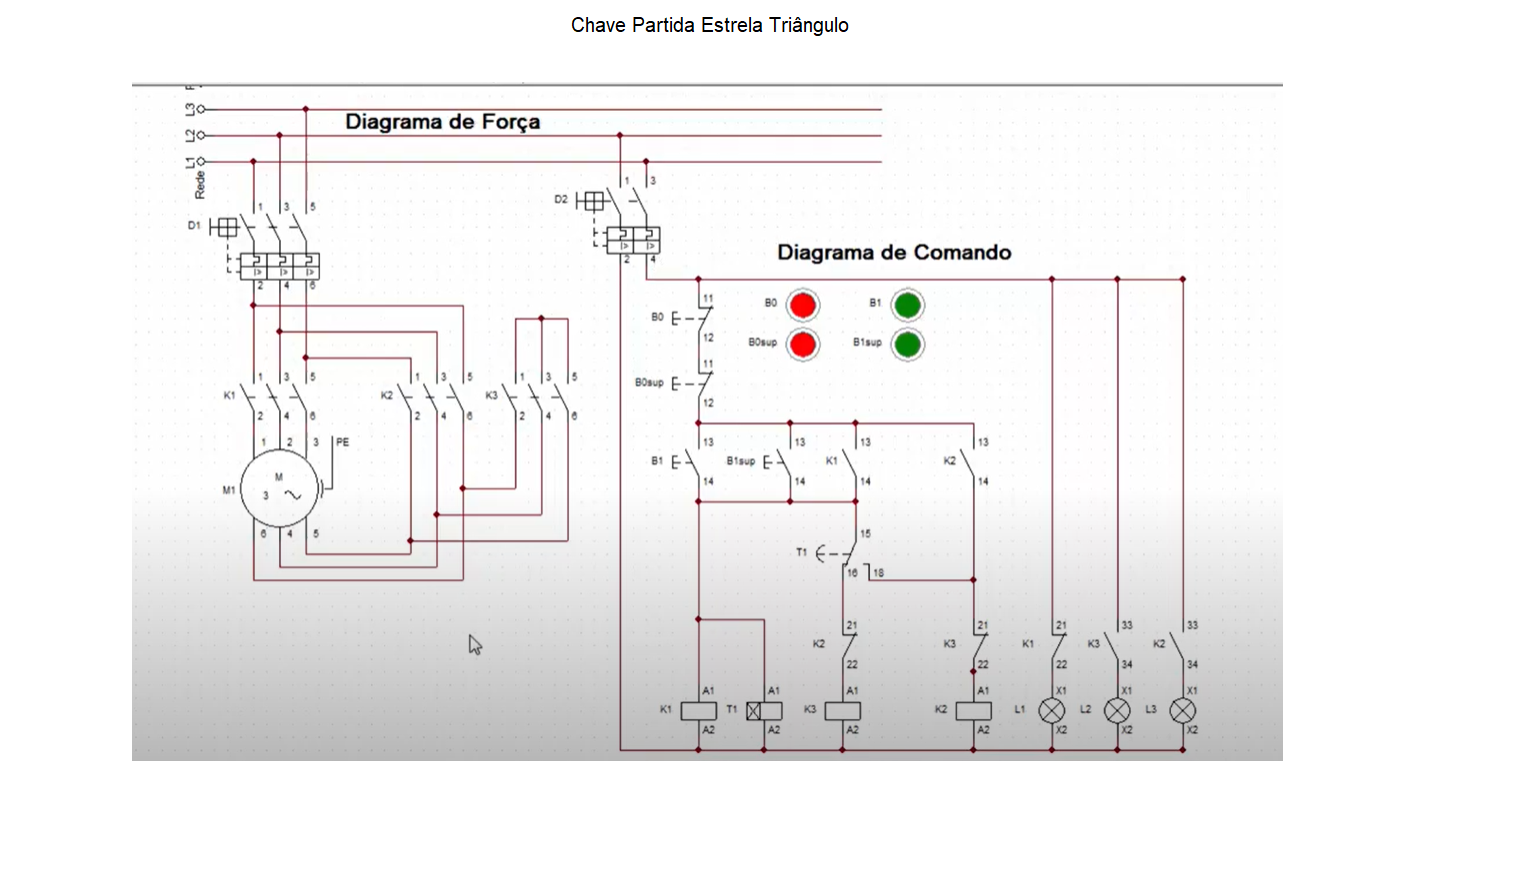 Chave Partida Estrela Triângulo
L3
Diagrama de Força
L2
L1
Rede
1 3 5
D1
2 4 6
1 3
D2
2 4
Diagrama de Comando
B0 B1
B0sup B1sup
11
B0
12
11
B0sup
12
1 3 5 1 3 5 1 3 5
K1 K2 K3
2 4 6 2 4 6 2 4 6
1 2 3 PE
M
M1 3
6 4 5
13 13 13 13
B1 B1sup K1 K2
14 14 14 14
15
T1
16 18
21 21 21 33 33
K2 K3 K1 K3 K2
22 22 22 34 34
A1 A1 A1 A1 X1 X1 X1
K1 T1 K3 K2 L1 L2 L3
A2 A2 A2 A2 X2 X2 X2